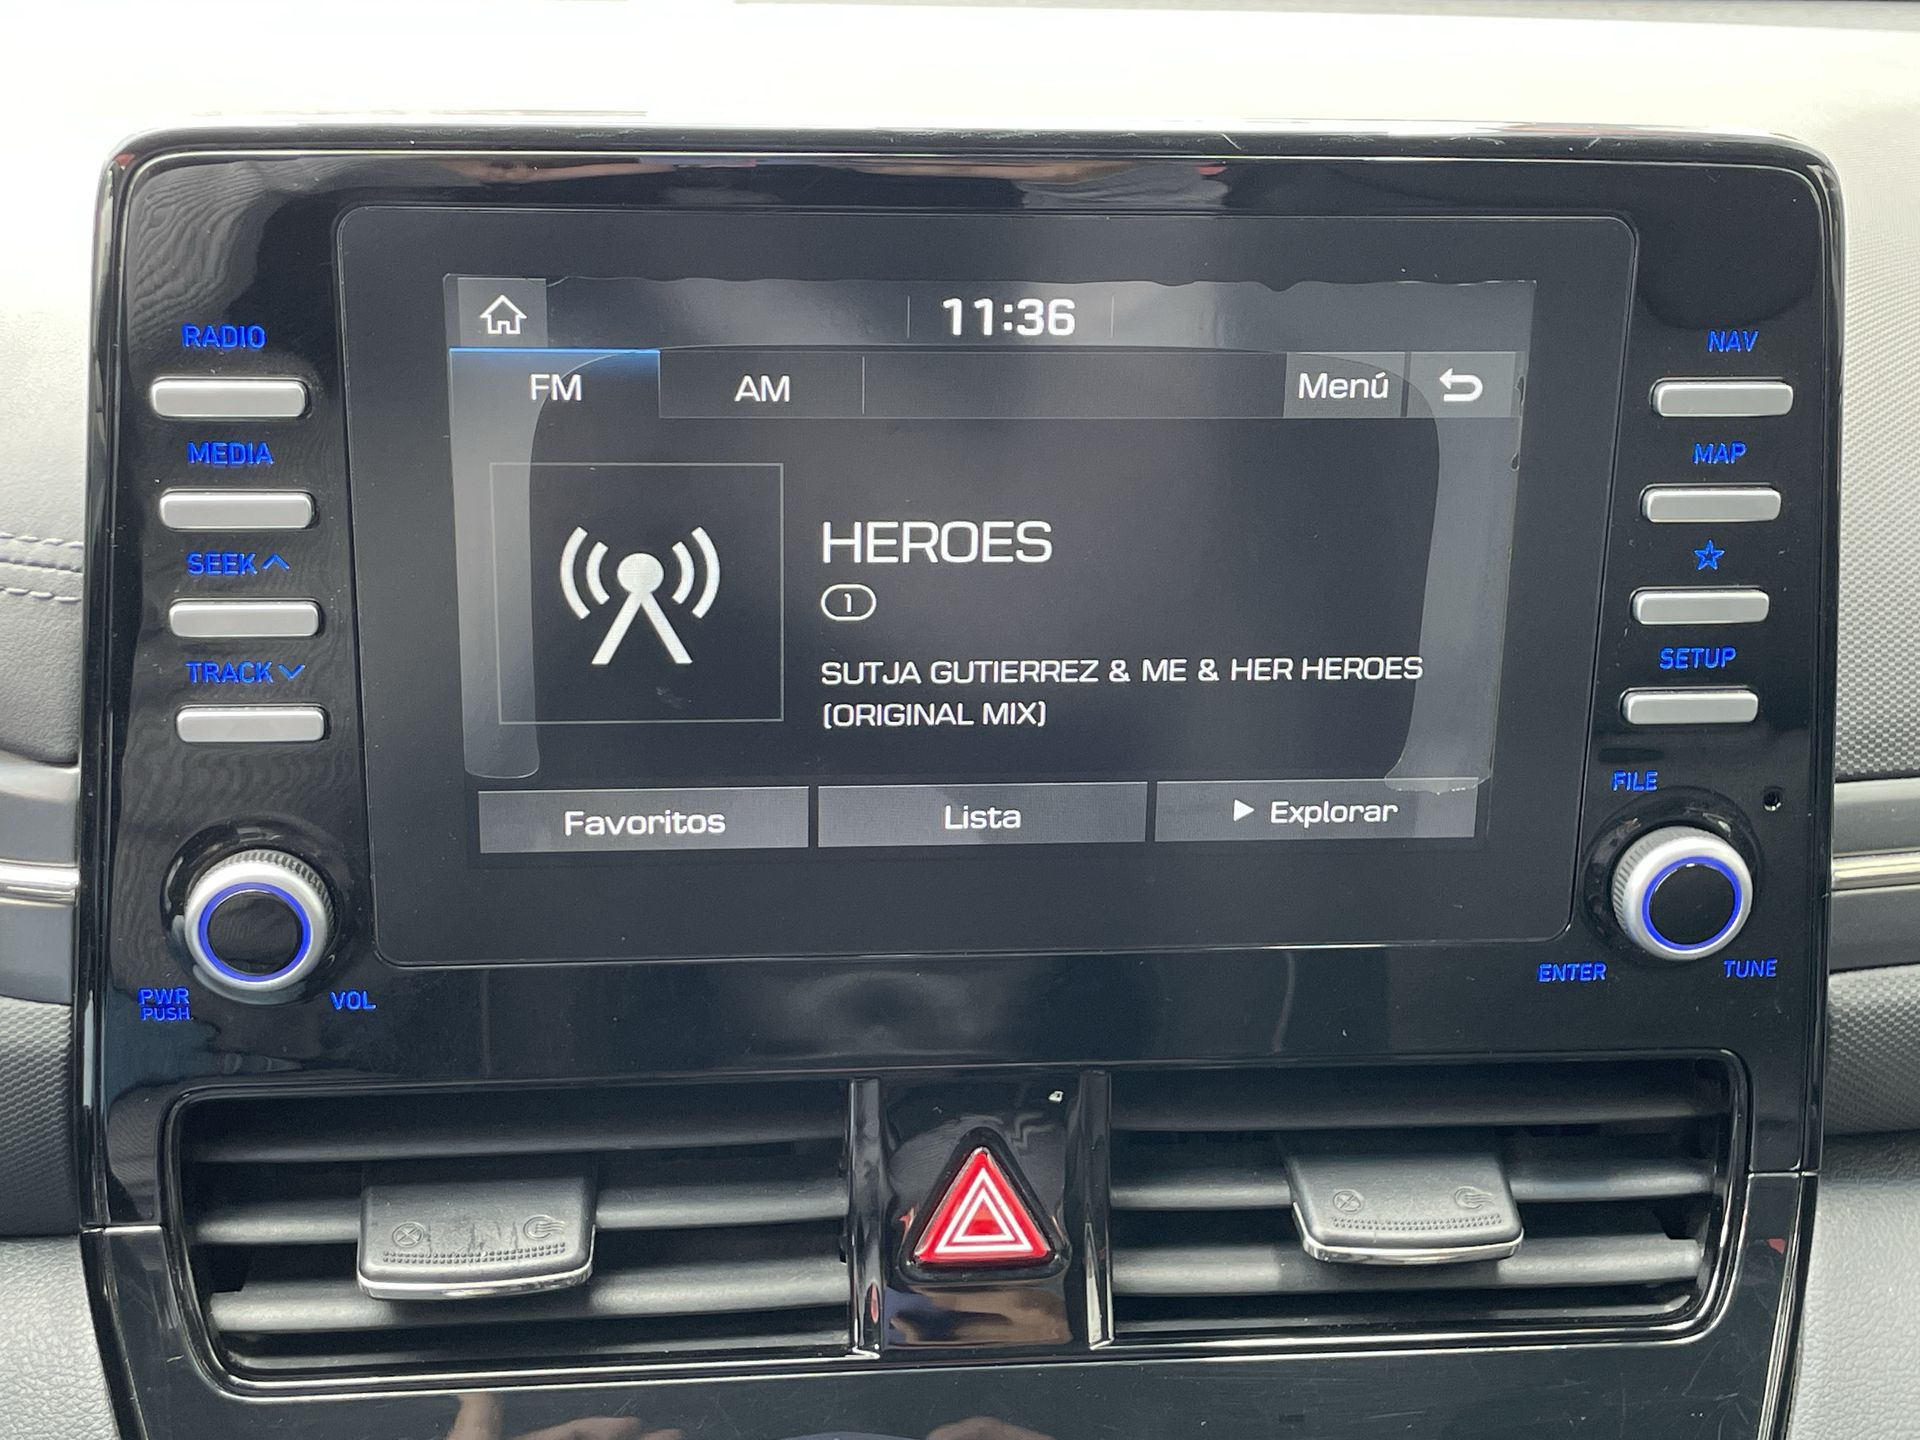 11:36
RADIO
NAV
FM AM Menú
MEDIA
MAP
HEROES
SEEK
1
TRACK
SETUP
SUTJA GUTIERREZ & ME & HER HEROES
(ORIGINAL MIX)
FILE
Favoritos Lista Explorar
ENTER TUNE
PWR
PUSH
VOL